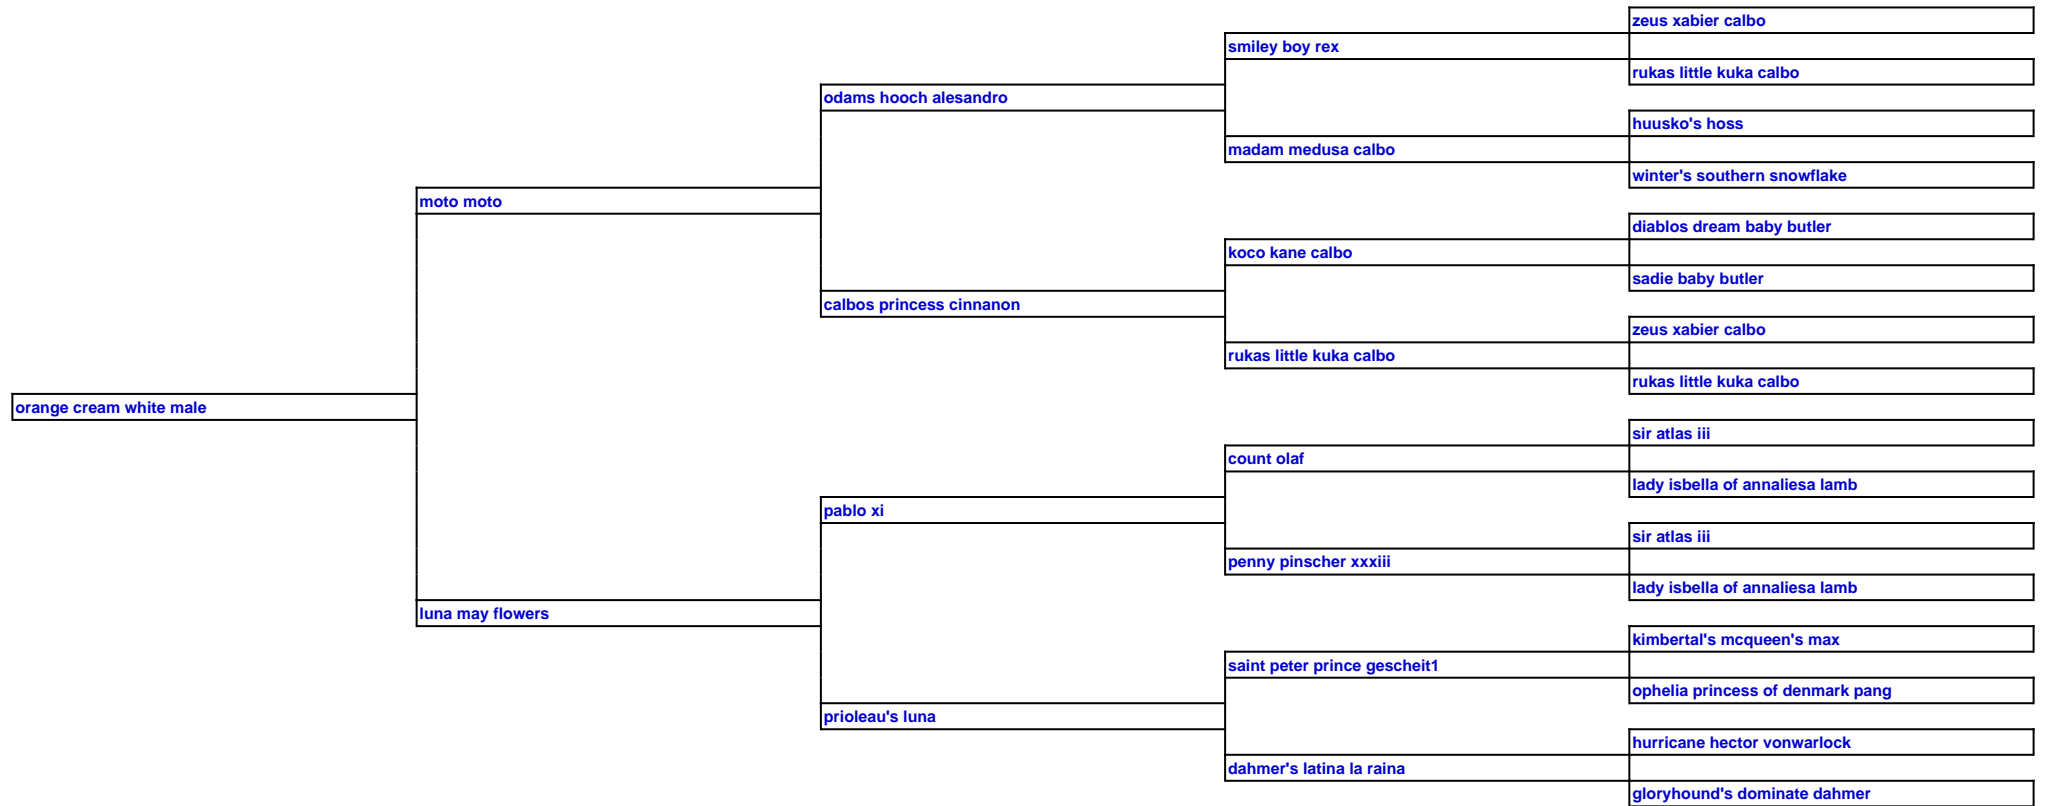 zeus xabier calbo
smiley boy rex
rukas little kuka calbo
odams hooch alesandro
huusko's hoss
madam medusa calbo
winter's southern snowflake
moto moto
diablos dream baby butler
koco kane calbo
sadie baby butler
calbos princess cinnanon
zeus xabier calbo
rukas little kuka calbo
rukas little kuka calbo
orange cream white male
sir atlas iii
count olaf
lady isbella of annaliesa lamb
pablo xi
sir atlas iii
penny pinscher xxxiii
lady isbella of annaliesa lamb
luna may flowers
kimbertal's mcqueen's max
saint peter prince gescheit1
ophelia princess of denmark pang
prioleau's luna
hurricane hector vonwarlock
dahmer's latina la raina
gloryhound's dominate dahmer